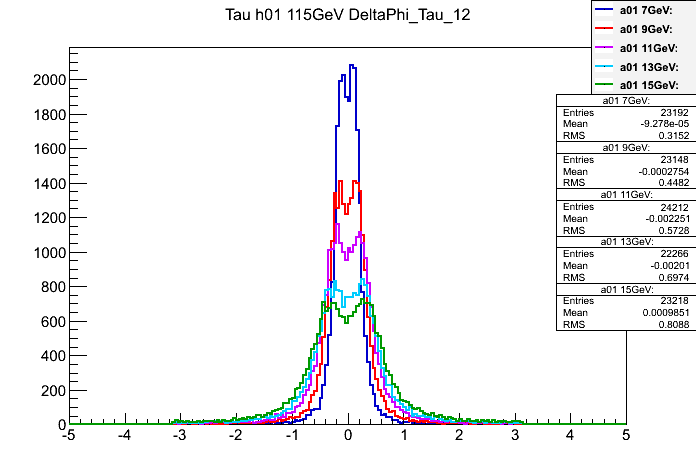 Tau h01 115GeV DeltaPhi_Tau_12
a01 7GeV:
a01 9GeV:
a01 11GeV:
a01 13GeV:
a01 15GeV:
a01 7GeV:
Entries 23192
Mean -9.278e-05
RMS 0.3152
a01 9GeV:
Entries 23148
Mean -0.0002754
RMS 0.4482
a01 11GeV:
Entries 24212
Mean -0.002251
RMS 0.5728
a01 13GeV:
Entries 22266
Mean -0.00201
RMS 0.6974
a01 15GeV:
Entries 23218
Mean 0.0009851
RMS 0.8088
2000
1800
1600
1400
1200
1000
800
600
400
200
0
-5 -4 -3 -2 -1 0 1 2 3 4 5